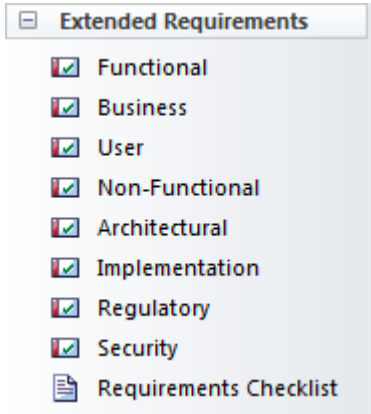 Extended Requirements
Functional
Business
User
Non-Functional
Architectural
Implementation
Regulatory
Security
Requirements Checklist